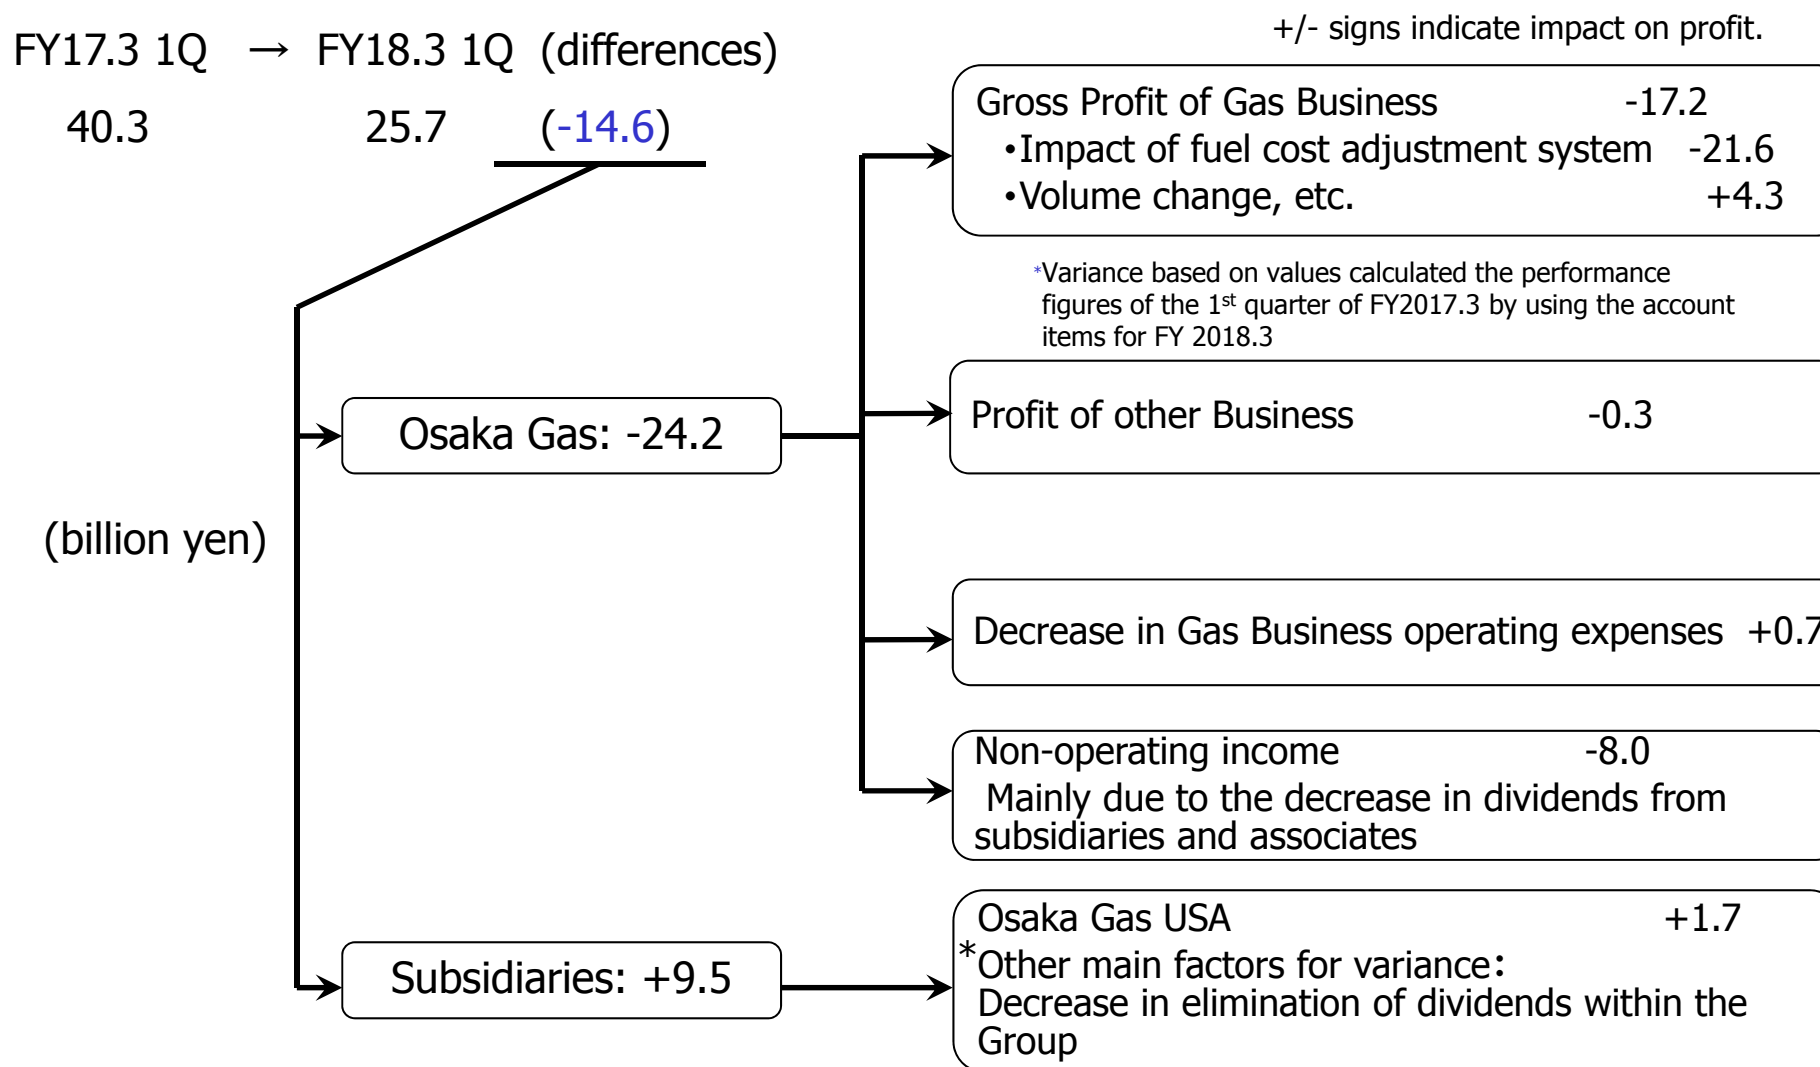 +/- signs indicate impact on profit.
FY17.3 1Q → FY18.3 1Q (differences)
40.3 25.7 (-14.6)
Gross Profit of Gas Business -17.2
・Impact of fuel cost adjustment system -21.6
・Volume change, etc. +4.3
*Variance based on values calculated the performance
figures of the 1st quarter of FY2017.3 by using the account
items for FY 2018.3
Osaka Gas: -24.2
Profit of other Business -0.3
(billion yen)
Decrease in Gas Business operating expenses +0.7
Non-operating income -8.0
Mainly due to the decrease in dividends from
subsidiaries and associates
Subsidiaries: +9.5
Osaka Gas USA +1.7
*Other main factors for variance:
Decrease in elimination of dividends within the
Group